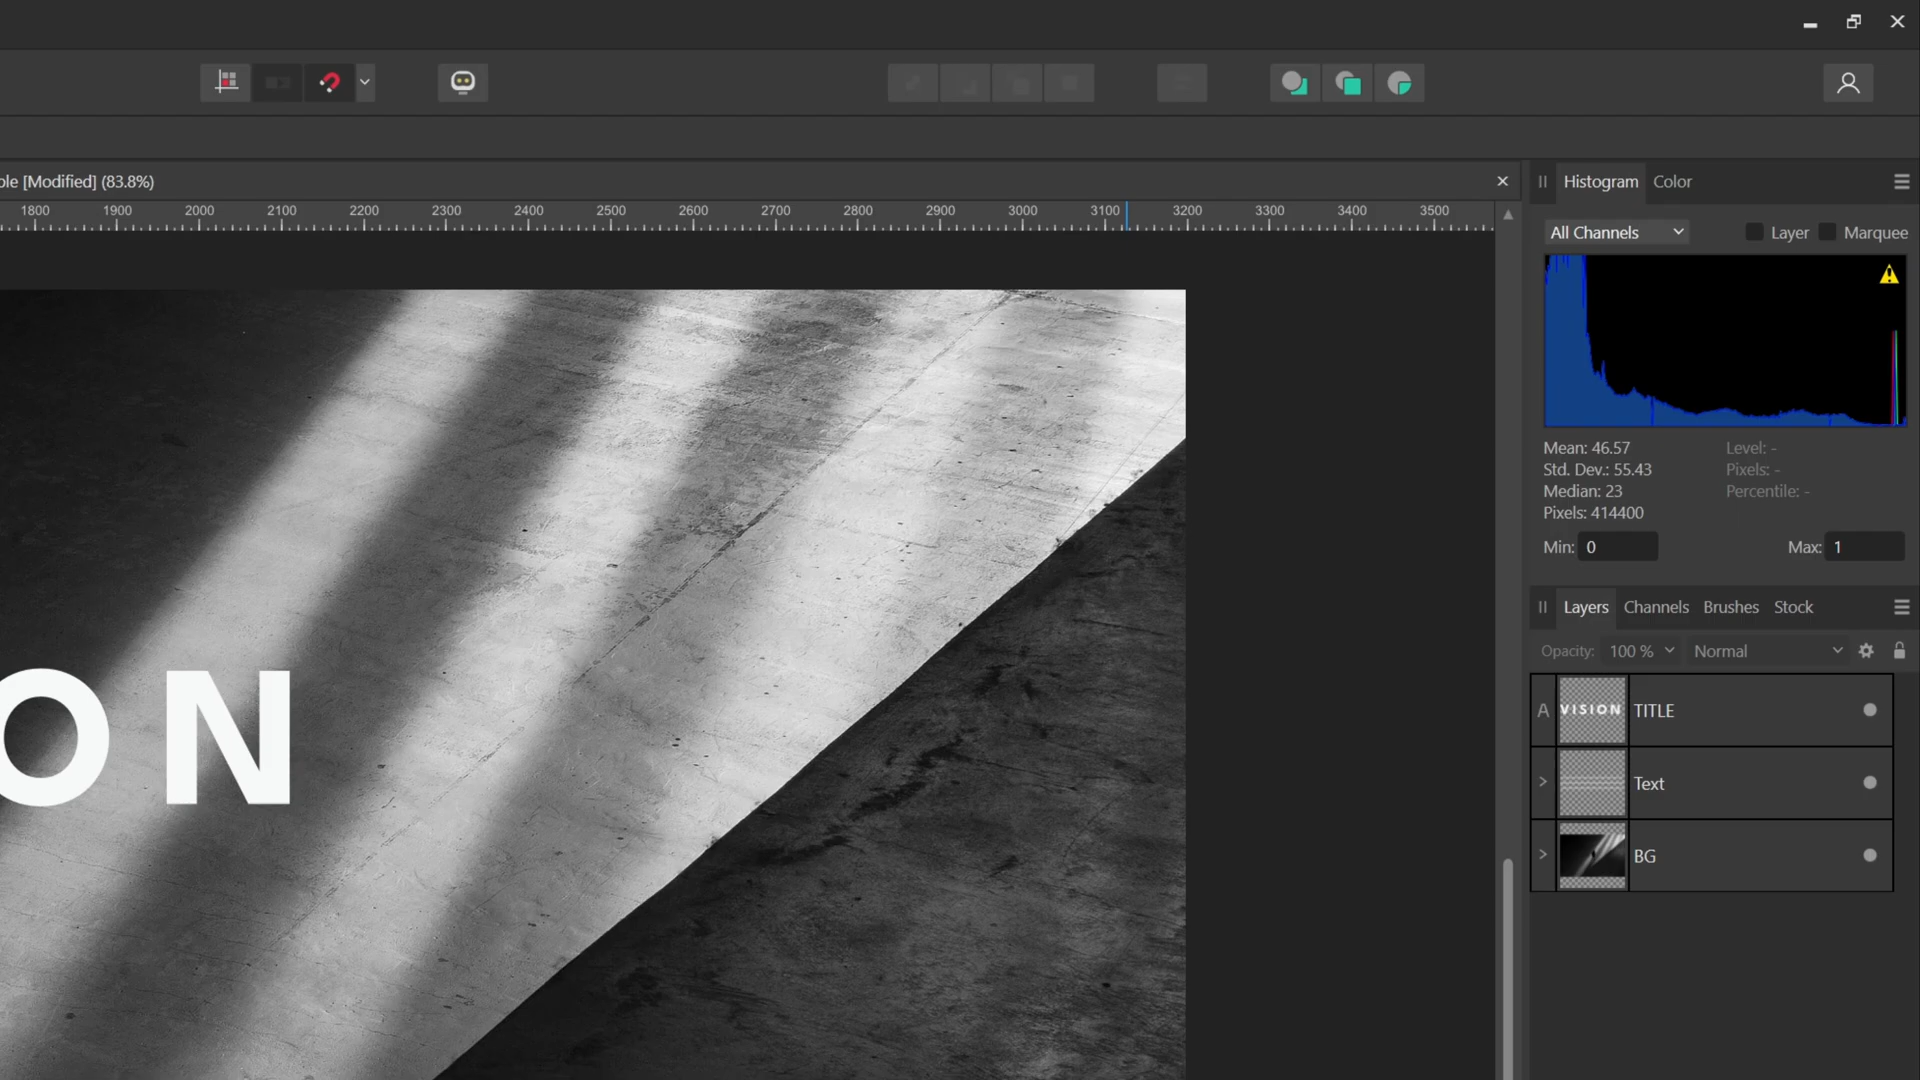 ple [Modified] (83.8%)
1800 1900 2000 2100 2200 2300 2400 2500 2600 2700 2800 2900 3000 3100 3200 3300 3400 3500
ON
Histogram Color
All Channels Layer Marquee
Mean: 46.57 Level: -
Std. Dev.: 55.43 Pixels: -
Median: 23 Percentile: -
Pixels: 414400
Min: 0 Max: 1
Layers Channels Brushes Stock
Opacity: 100 % Normal
A VISION TITLE
Text
BG